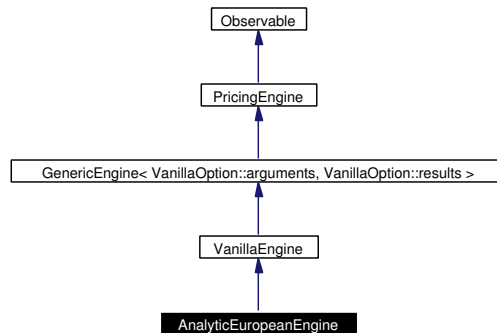 Observable
PricingEngine
GenericEngine< VanillaOption::arguments, VanillaOption::results >
VanillaEngine
AnalyticEuropeanEngine